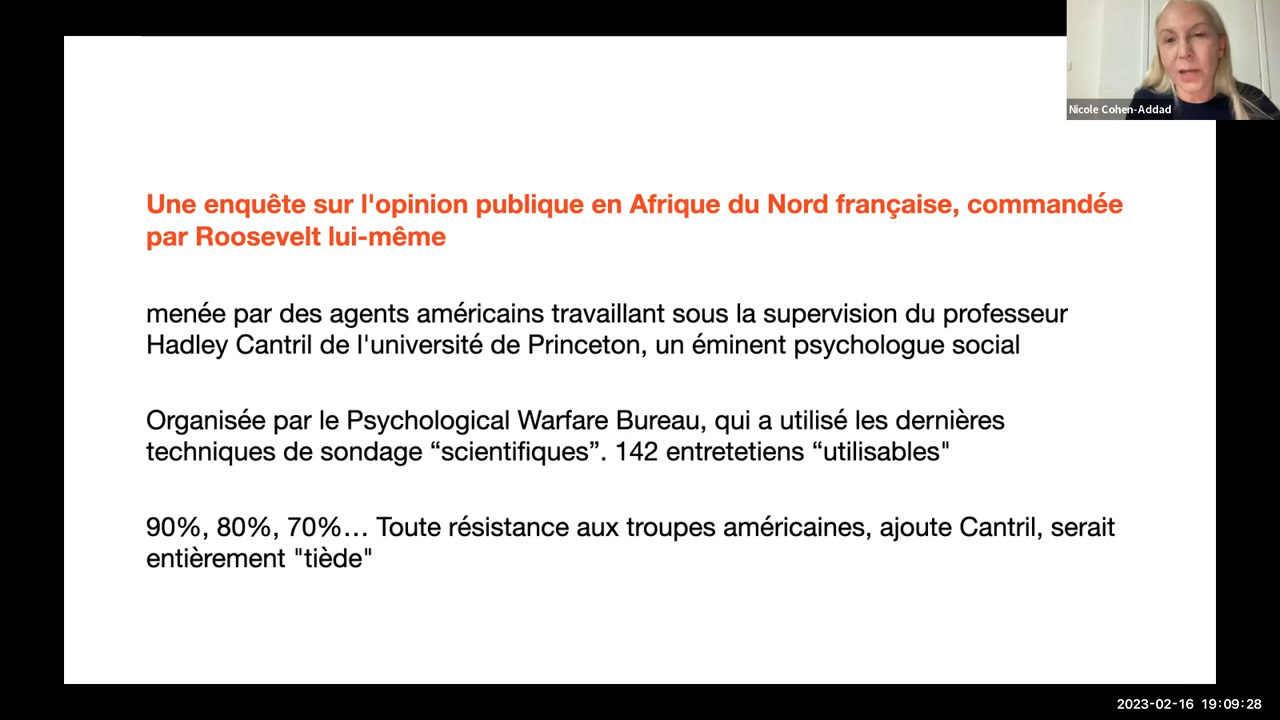 Nicole Cohen-Addad
Une enquête sur l'opinion publique en Afrique du Nord française, commandée
par Roosevelt lui-même
menée par des agents américains travaillant sous la supervision du professeur
Hadley Cantril de l'université de Princeton, un éminent psychologue social
Organisée par le Psychological Warfare Bureau, qui a utilisé les dernières
techniques de sondage “scientifiques”. 142 entretetiens “utilisables"
90%, 80%, 70%… Toute résistance aux troupes américaines, ajoute Cantril, serait
entièrement "tiède"
2023-02-16 19:09:28